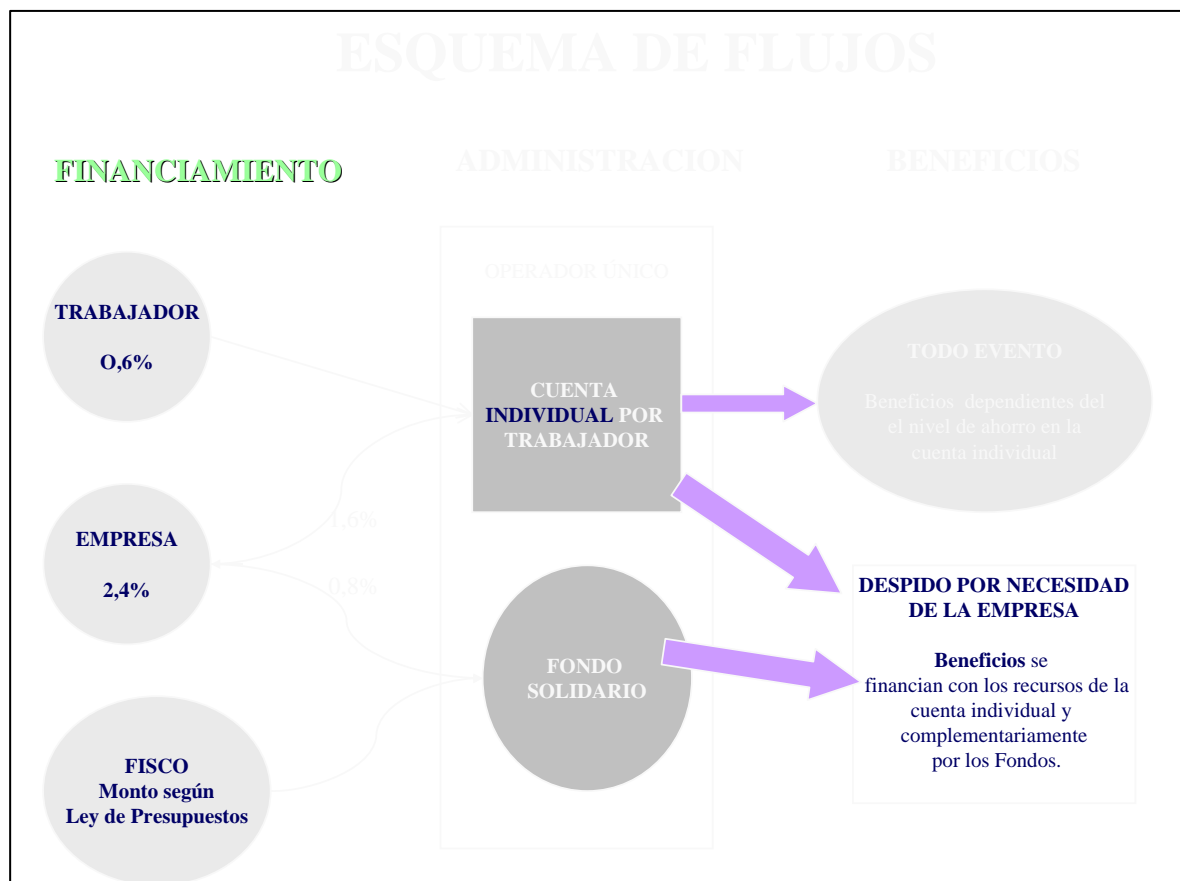 ESQUEMA DE FLUJOS
FINANCIAMIENTO
ADMINISTRACION
BENEFICIOS
OPERADOR ÚNICO
TRABAJADOR
O,6%
CUENTA
INDIVIDUAL POR
TRABAJADOR
TODO EVENTO
Beneficios dependientes del
el nivel de ahorro en la
cuenta individual
1,6%
EMPRESA
2,4%
0,8%
FONDO
SOLIDARIO
DESPIDO POR NECESIDAD
DE LA EMPRESA
Beneficios se
financian con los recursos de la
cuenta individual y
complementariamente
por los Fondos.
FISCO
Monto según
Ley de Presupuestos